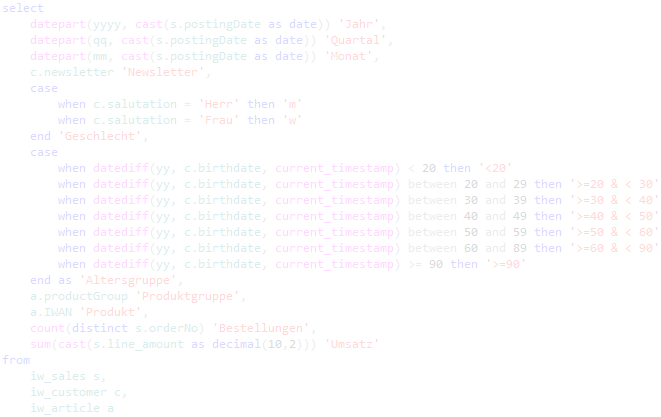 select
datepart(yyyy, cast(s.postingDate as date)) 'Jahr',
datepart(qq, cast(s.postingDate as date)) 'Quartal',
datepart(mm, cast(s.postingDate as date)) 'Monat',
c.newsletter 'Newsletter',
case
when c.salutation = 'Herr' then 'm'
when c.salutation = 'Frau' then 'w'
end 'Geschlecht',
case
when datediff(yy, c.birthdate, current_timestamp) < 20 then '<20'
when datediff(yy, c.birthdate, current_timestamp) between 20 and 29 then '>=20 & < 30'
when datediff(yy, c.birthdate, current_timestamp) between 30 and 39 then '>=30 & < 40'
when datediff(yy, c.birthdate, current_timestamp) between 40 and 49 then '>=40 & < 50'
when datediff(yy, c.birthdate, current_timestamp) between 50 and 59 then '>=50 & < 60'
when datediff(yy, c.birthdate, current_timestamp) between 60 and 89 then '>=60 & < 90'
when datediff(yy, c.birthdate, current_timestamp) >= 90 then '>=90'
end as 'Altersgruppe',
a.productGroup 'Produktgruppe',
a.IWAN 'Produkt',
count(distinct s.orderNo) 'Bestellungen',
sum(cast(s.line_amount as decimal(10,2))) 'Umsatz'
from
iw_sales s,
iw_customer c,
iw_article a